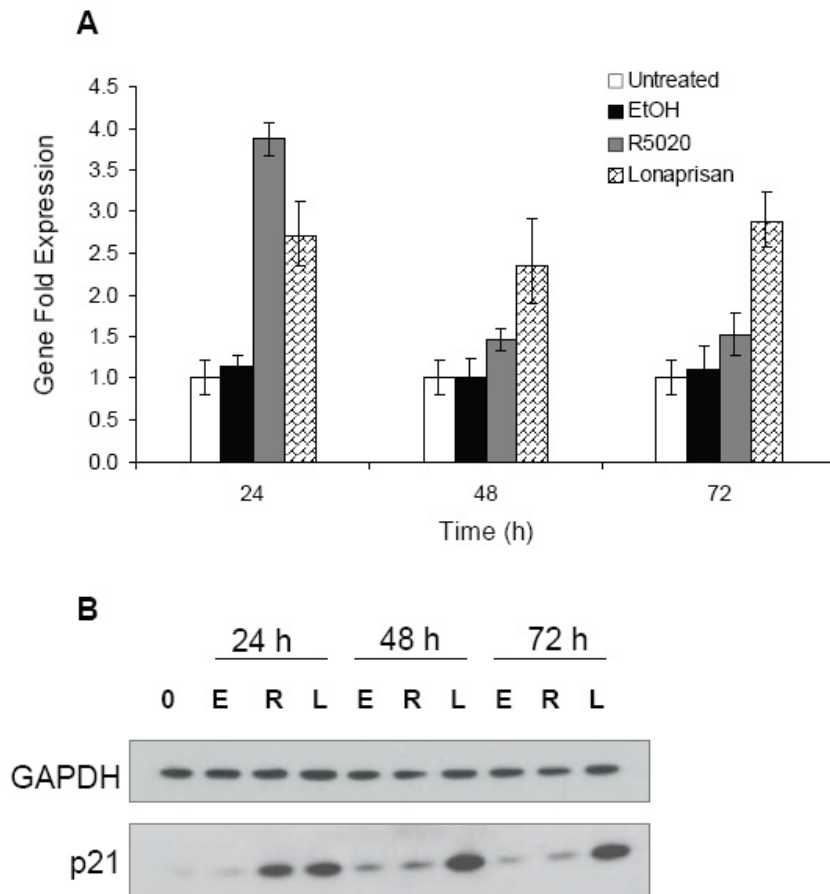 A
4.5
4.0
3.5
3.0
2.5
2.0
1.5
1.0
0.5
0.0
Gene Fold Expression
Untreated
EtOH
R5020
Lonaprisan
24 48 72
Time (h)
B
24 h 48 h 72 h
0 E R L E R L E R L
GAPDH
p21